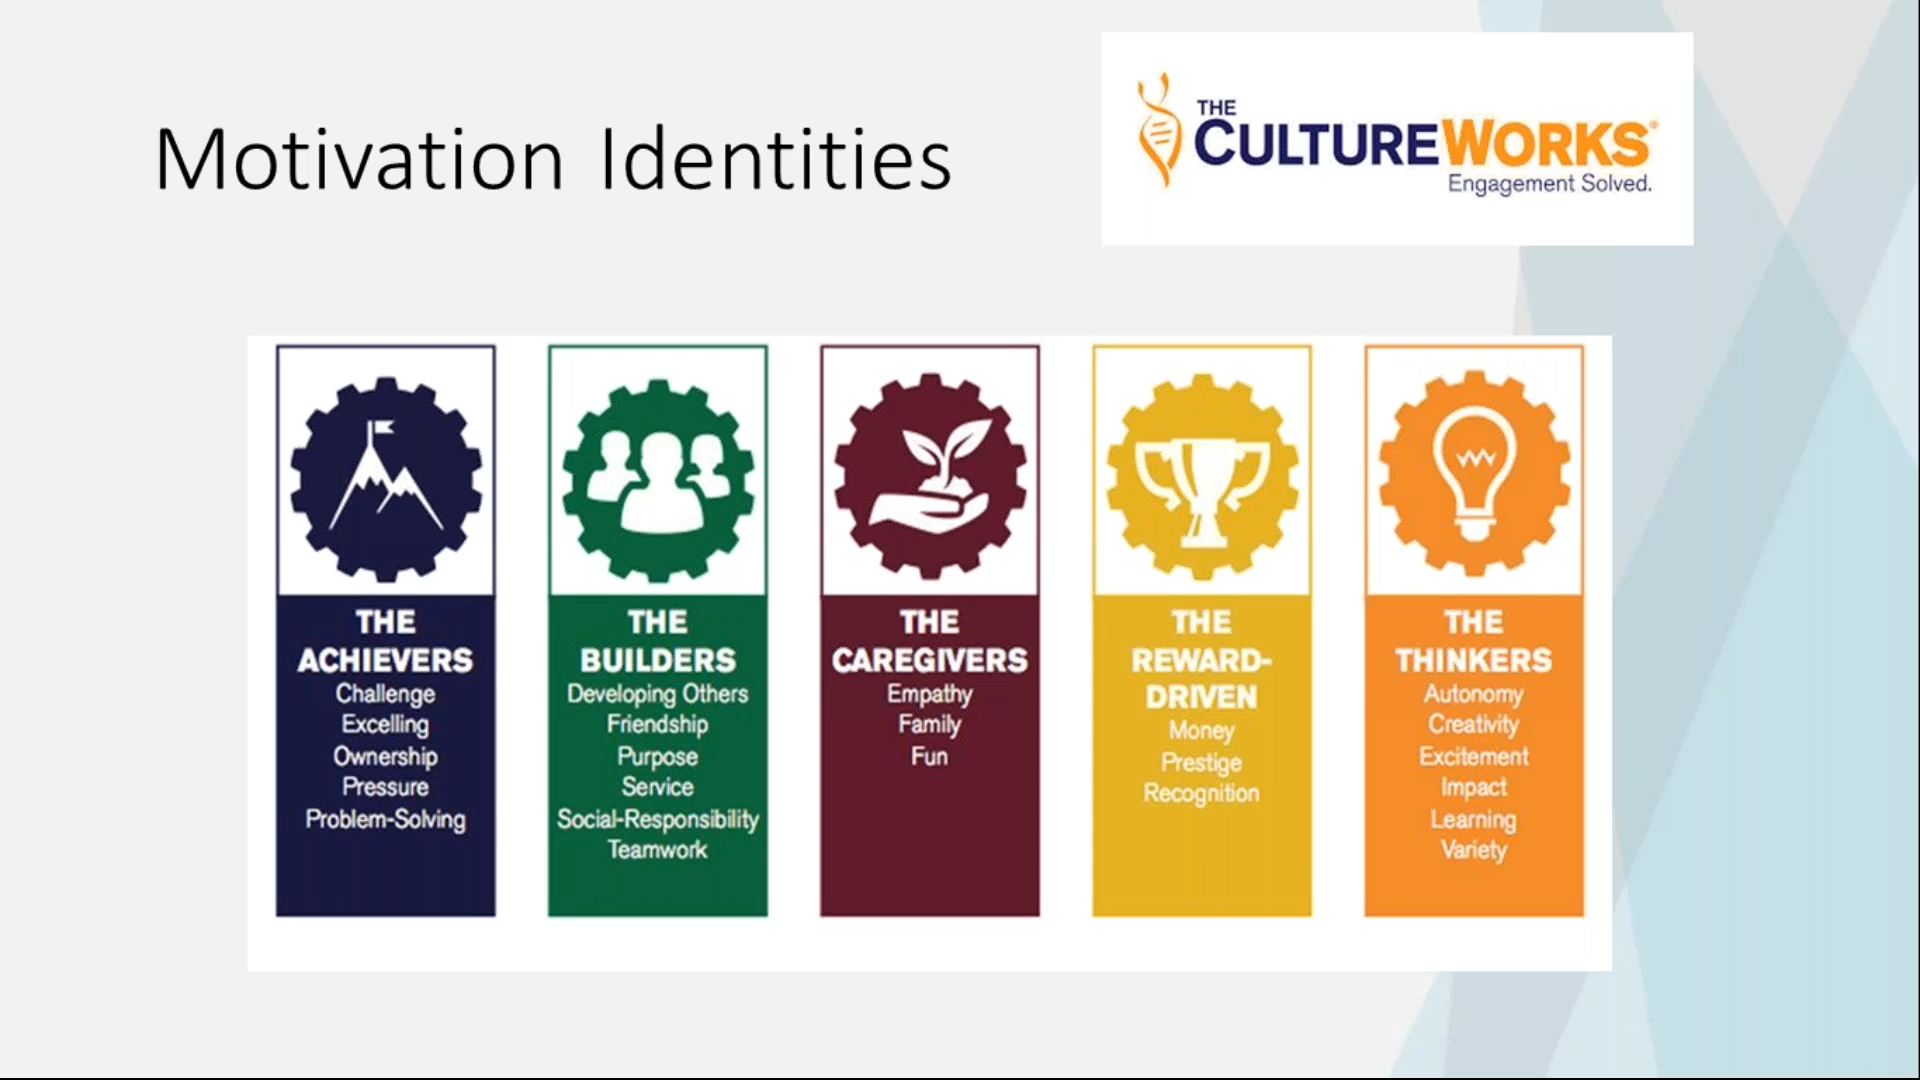 Motivation Identities
THE
CULTUREWORKS®
Engagement Solved.
THE
ACHIEVERS
Challenge
Excelling
Ownership
Pressure
Problem-Solving
THE
BUILDERS
Developing Others
Friendship
Purpose
Service
Social-Responsibility
Teamwork
THE
CAREGIVERS
Empathy
Family
Fun
THE
REWARD-
DRIVEN
Money
Prestige
Recognition
THE
THINKERS
Autonomy
Creativity
Excitement
Impact
Learning
Variety